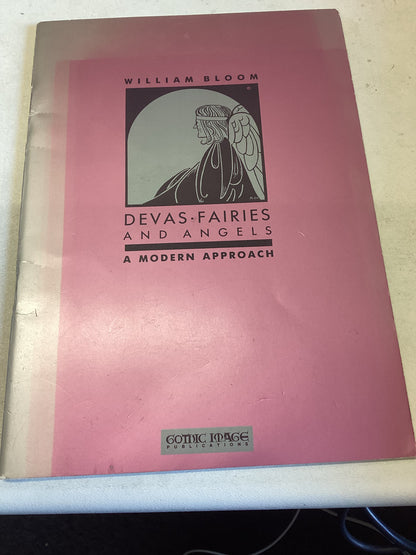 WILLIAM BLOOM
DEVAS·FAIRIES
AND ANGELS
A MODERN APPROACH
GOTHIC IMAGE
PUBLICATIONS